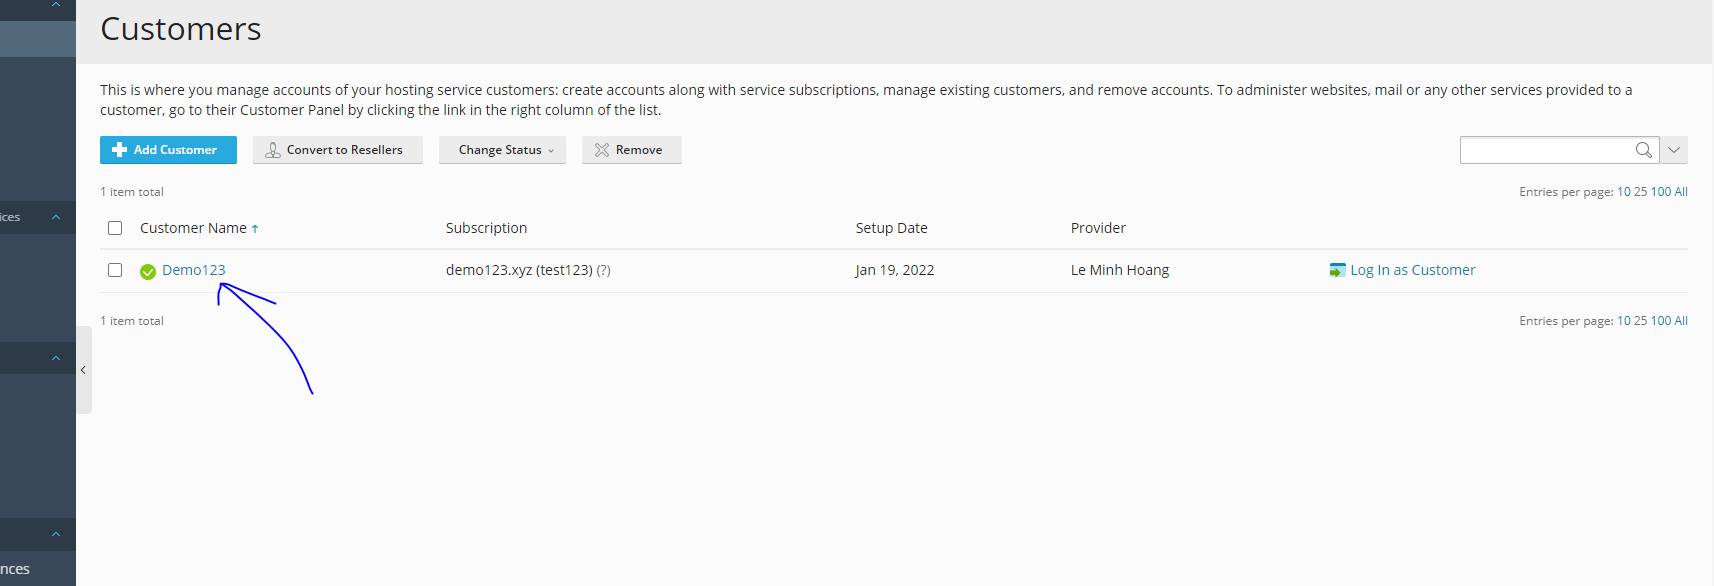 Customers
This is where you manage accounts of your hosting service customers: create accounts along with service subscriptions, manage existing customers, and remove accounts. To administer websites, mail or any other services provided to a
customer, go to their Customer Panel by clicking the link in the right column of the list.
Add Customer Convert to Resellers Change Status Remove
1 item total Entries per page: 10 25 100 All
ices
Customer Name ↑ Subscription Setup Date Provider
Demo123 demo123.xyz (test123) (?) Jan 19, 2022 Le Minh Hoang Log In as Customer
1 item total Entries per page: 10 25 100 All
nces